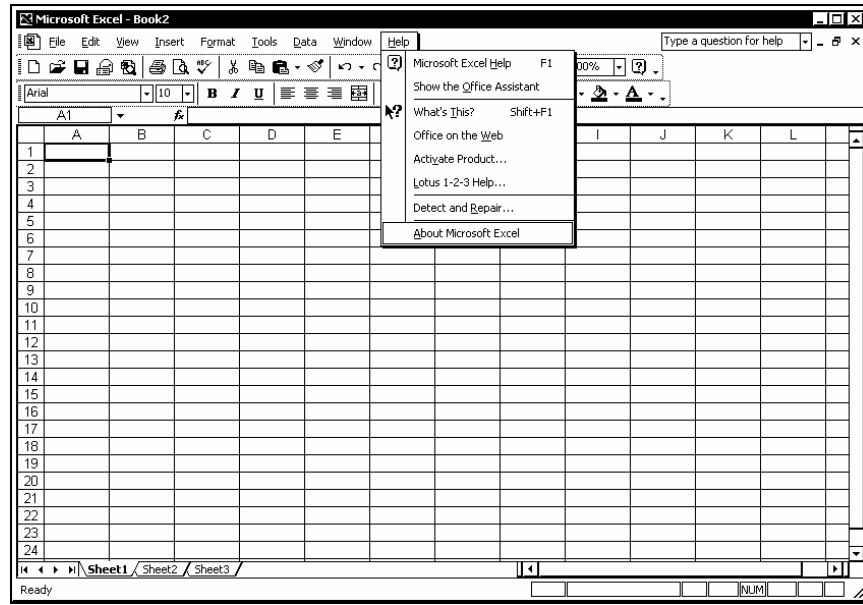 Microsoft Excel - Book2
File Edit View Insert Format Tools Data Window Help
Type a question for help
Microsoft Excel Help F1
Show the Office Assistant
What's This? Shift+F1
Office on the Web
Activate Product...
Lotus 1-2-3 Help...
Detect and Repair...
About Microsoft Excel
ABC
00%
Arial 10 B I U A
A1 fx
A B C D E I J K L
1
2
3
4
5
6
7
8
9
10
11
12
13
14
15
16
17
18
19
20
21
22
23
24
Sheet1 Sheet2 Sheet3
Ready NUM